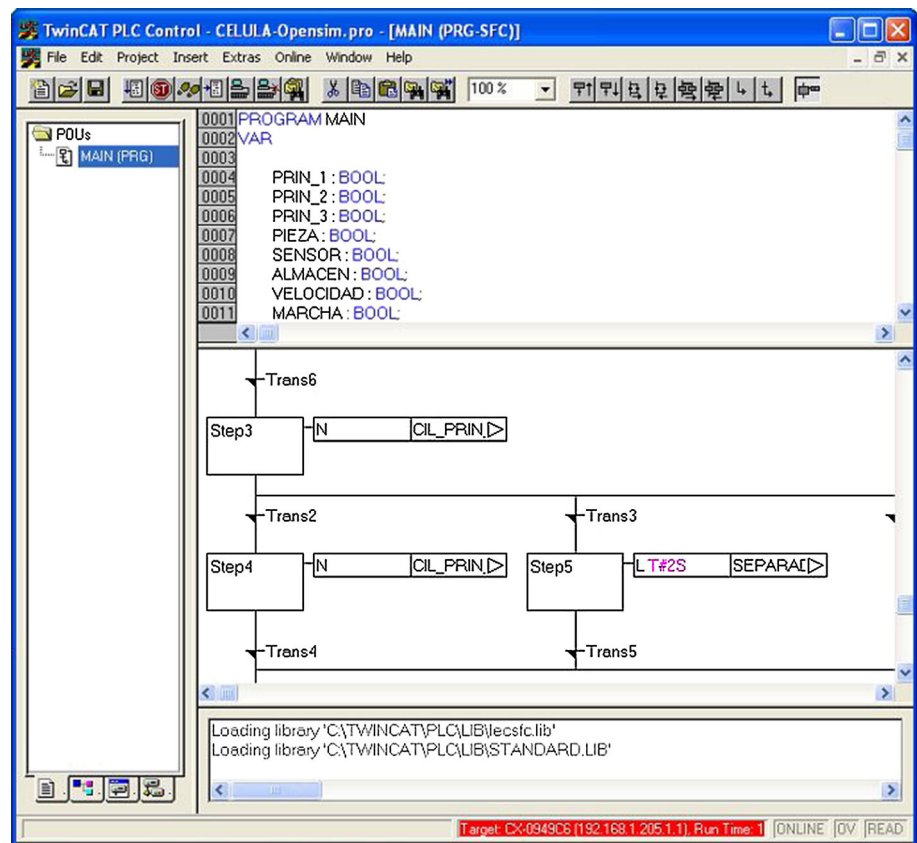 TwinCAT PLC Control - CELULA-Opensim.pro - [MAIN (PRG-SFC)]
File Edit Project Insert Extras Online Window Help
100 %
POUs
MAIN (PRG)
0001 PROGRAM MAIN
0002 VAR
0003
0004 PRIN_1 : BOOL;
0005 PRIN_2 : BOOL;
0006 PRIN_3 : BOOL;
0007 PIEZA : BOOL;
0008 SENSOR : BOOL;
0009 ALMACEN : BOOL;
0010 VELOCIDAD : BOOL;
0011 MARCHA : BOOL;
Trans6
Step3 N CIL_PRIN
Trans2 Trans3
Step4 N CIL_PRIN Step5 L T#2S SEPARAD
Trans4 Trans5
Loading library 'C:\TWINCAT\PLC\LIB\Iecsfc.lib'
Loading library 'C:\TWINCAT\PLC\LIB\STANDARD.LIB'
Target: CX-0949C6 (192.168.1.205.1.1), Run Time: 1 ONLINE OV READ